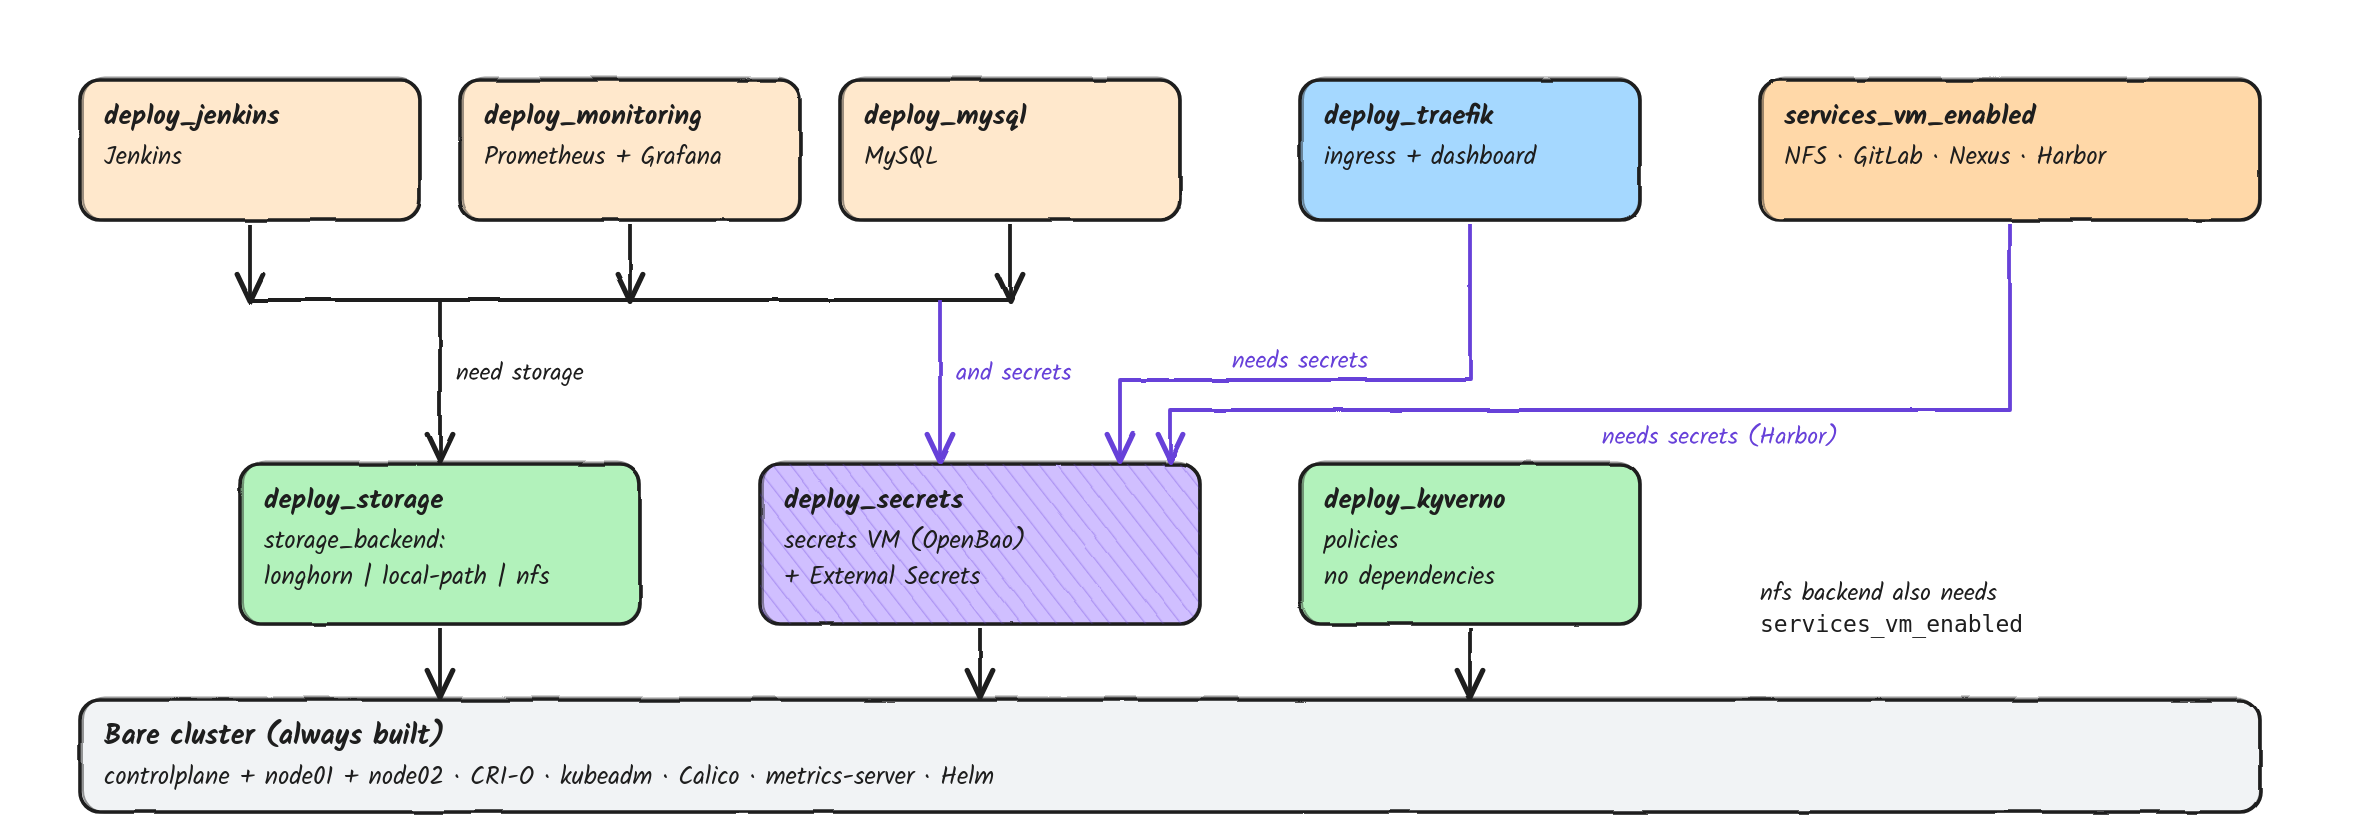 deploy_jenkins
Jenkins
deploy_monitoring
Prometheus + Grafana
deploy_mysql
MySQL
deploy_traefik
ingress + dashboard
services_vm_enabled
NFS · GitLab · Nexus · Harbor
need storage
and secrets
needs secrets
needs secrets (Harbor)
deploy_storage
storage_backend:
longhorn | local-path | nfs
deploy_secrets
secrets VM (OpenBao)
+ External Secrets
deploy_kyverno
policies
no dependencies
nfs backend also needs
services_vm_enabled
Bare cluster (always built)
controlplane + node01 + node02 · CRI-O · kubeadm · Calico · metrics-server · Helm